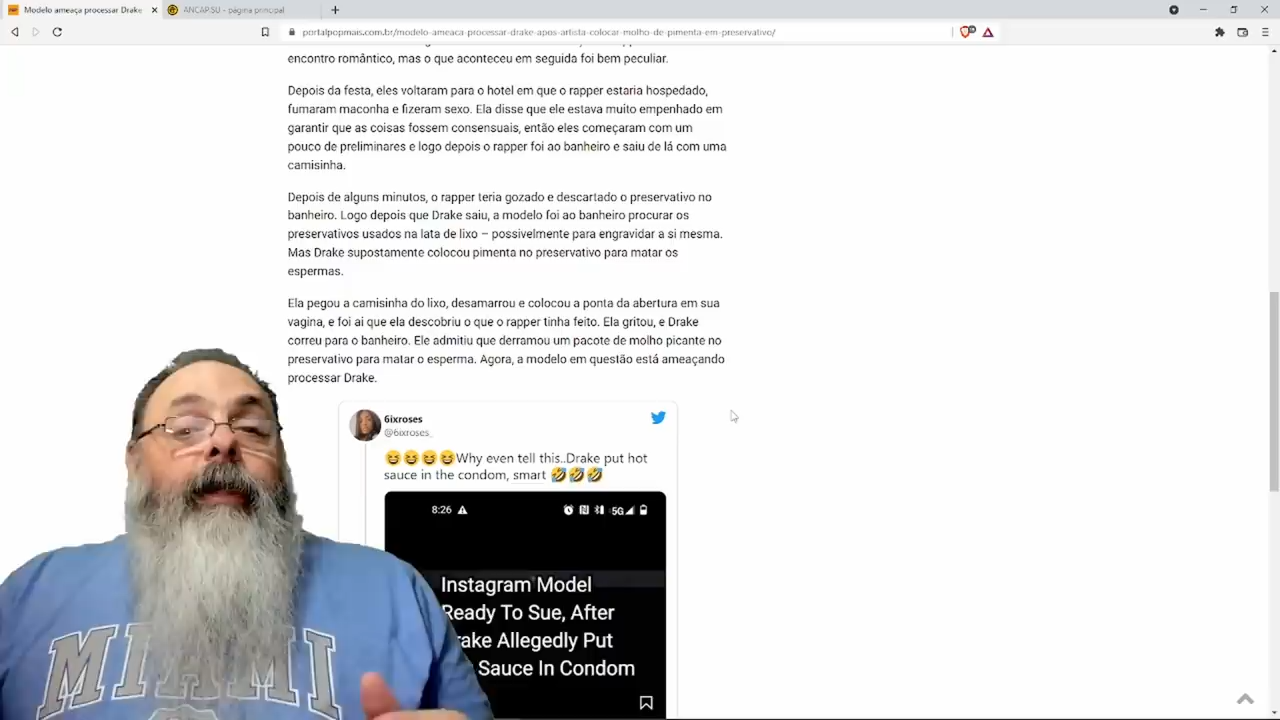 Modelo ameaça processar Drake
ANCAP.SU - página principal
portalpopmais.com.br/modelo-ameaca-processar-drake-apos-artista-colocar-molho-de-pimenta-em-preservativo/
encontro romântico, mas o que aconteceu em seguida foi bem peculiar.
Depois da festa, eles voltaram para o hotel em que o rapper estaria hospedado,
fumaram maconha e fizeram sexo. Ela disse que ele estava muito empenhado em
garantir que as coisas fossem consensuais, então eles começaram com um
pouco de preliminares e logo depois o rapper foi ao banheiro e saiu de lá com uma
camisinha.
Depois de alguns minutos, o rapper teria gozado e descartado o preservativo no
banheiro. Logo depois que Drake saiu, a modelo foi ao banheiro procurar os
preservativos usados na lata de lixo – possivelmente para engravidar a si mesma.
Mas Drake supostamente colocou pimenta no preservativo para matar os
espermas.
Ela pegou a camisinha do lixo, desamarrou e colocou a ponta da abertura em sua
vagina, e foi ai que ela descobriu o que o rapper tinha feito. Ela gritou, e Drake
correu para o banheiro. Ele admitiu que derramou um pacote de molho picante no
preservativo para matar o esperma. Agora, a modelo em questão está ameaçando
processar Drake.
6ixroses
@6ixroses_
😆😆😆😆Why even tell this..Drake put hot
sauce in the condom, smart 🤣🤣🤣
8:26
5G
Instagram Model
Ready To Sue, After
rake Allegedly Put
Sauce In Condom
MIAMI